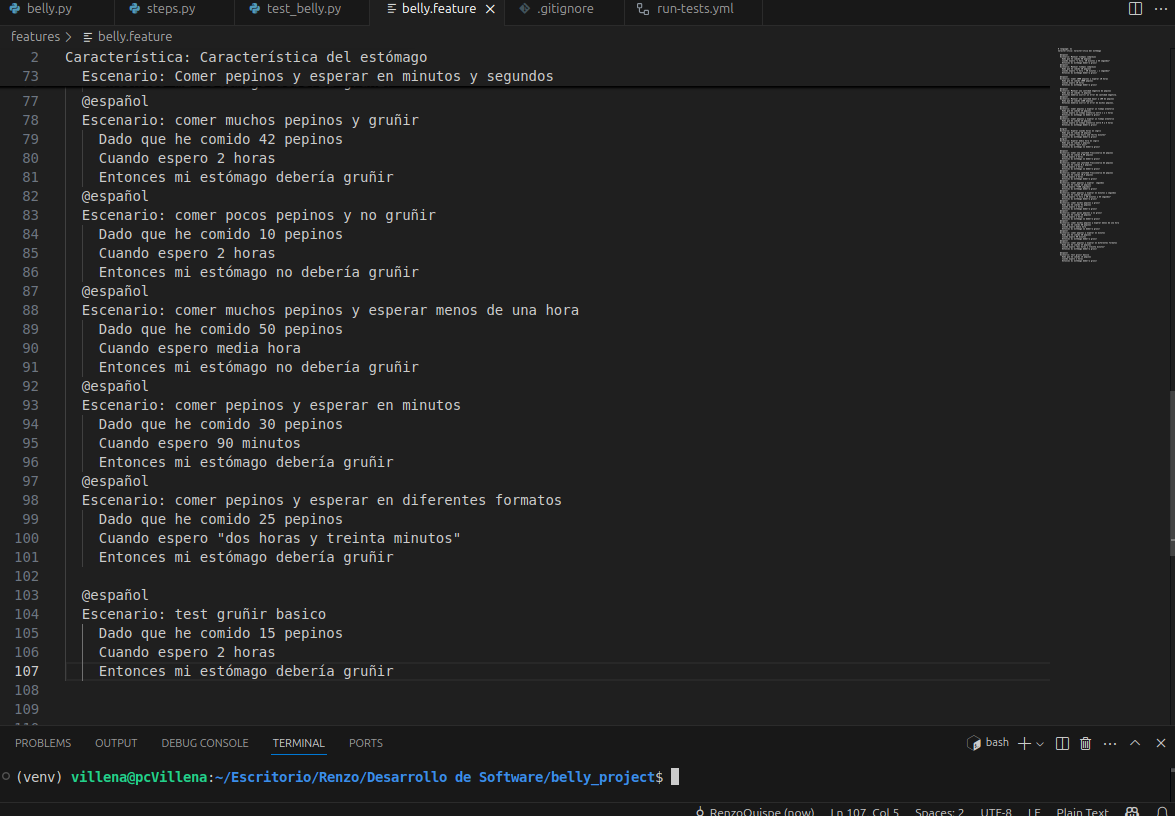 belly.py steps.py test_belly.py belly.feature .gitignore run-tests.yml
features > belly.feature
2 Característica: Característica del estómago
73 Escenario: Comer pepinos y esperar en minutos y segundos
77 @español
78 Escenario: comer muchos pepinos y gruñir
79 Dado que he comido 42 pepinos
80 Cuando espero 2 horas
81 Entonces mi estómago debería gruñir
82 @español
83 Escenario: comer pocos pepinos y no gruñir
84 Dado que he comido 10 pepinos
85 Cuando espero 2 horas
86 Entonces mi estómago no debería gruñir
87 @español
88 Escenario: comer muchos pepinos y esperar menos de una hora
89 Dado que he comido 50 pepinos
90 Cuando espero media hora
91 Entonces mi estómago no debería gruñir
92 @español
93 Escenario: comer pepinos y esperar en minutos
94 Dado que he comido 30 pepinos
95 Cuando espero 90 minutos
96 Entonces mi estómago debería gruñir
97 @español
98 Escenario: comer pepinos y esperar en diferentes formatos
99 Dado que he comido 25 pepinos
100 Cuando espero "dos horas y treinta minutos"
101 Entonces mi estómago debería gruñir
102
103 @español
104 Escenario: test gruñir basico
105 Dado que he comido 15 pepinos
106 Cuando espero 2 horas
107 Entonces mi estómago debería gruñir
108
109
PROBLEMS OUTPUT DEBUG CONSOLE TERMINAL PORTS bash
(venv) villena@pcVillena:~/Escritorio/Renzo/Desarrollo de Software/belly_project$
RenzoQuispe (now) Ln 107, Col 5 Spaces: 2 UTF-8 LF Plain Text